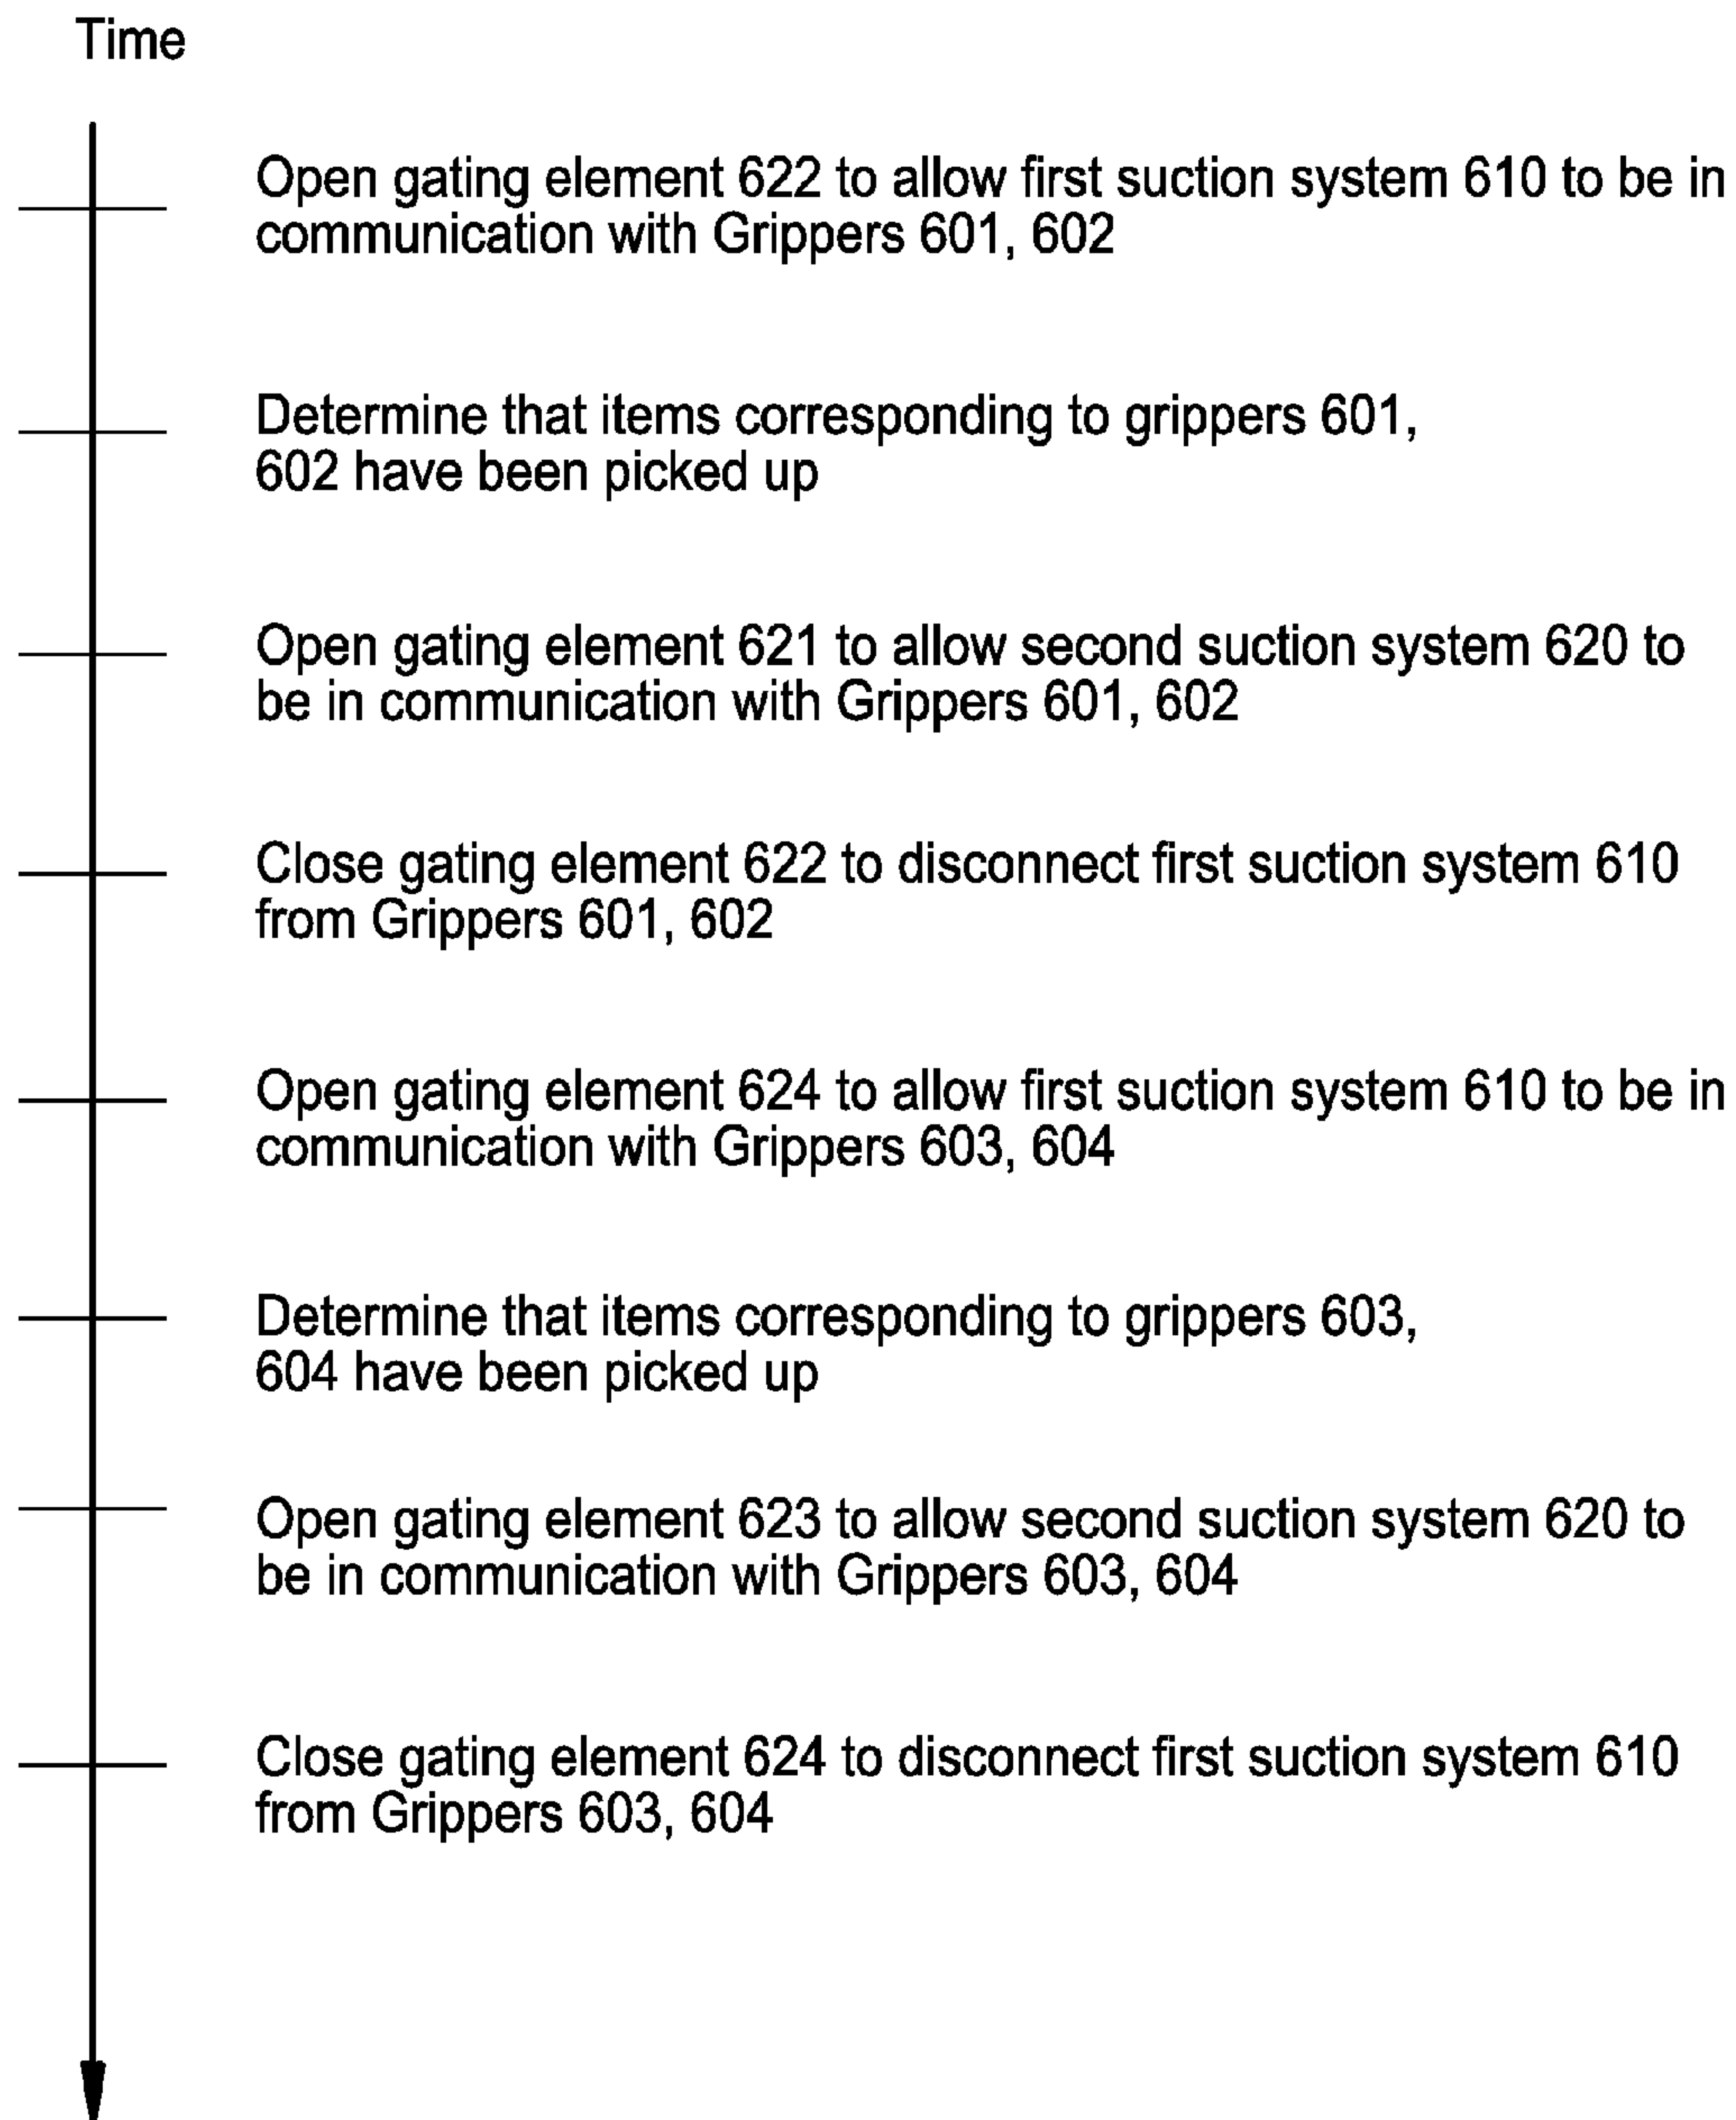 Time
Open gating element 622 to allow first suction system 610 to be in
communication with Grippers 601, 602
Determine that items corresponding to grippers 601,
602 have been picked up
Open gating element 621 to allow second suction system 620 to
be in communication with Grippers 601, 602
Close gating element 622 to disconnect first suction system 610
from Grippers 601, 602
Open gating element 624 to allow first suction system 610 to be in
communication with Grippers 603, 604
Determine that items corresponding to grippers 603,
604 have been picked up
Open gating element 623 to allow second suction system 620 to
be in communication with Grippers 603, 604
Close gating element 624 to disconnect first suction system 610
from Grippers 603, 604